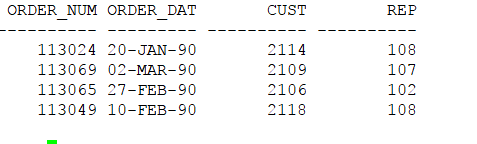 ORDER_NUM ORDER_DAT       CUST        REP
---------- --------- ---------- ----------
    113024 20-JAN-90       2114        108
    113069 02-MAR-90       2109        107
    113065 27-FEB-90       2106        102
    113049 10-FEB-90       2118        108